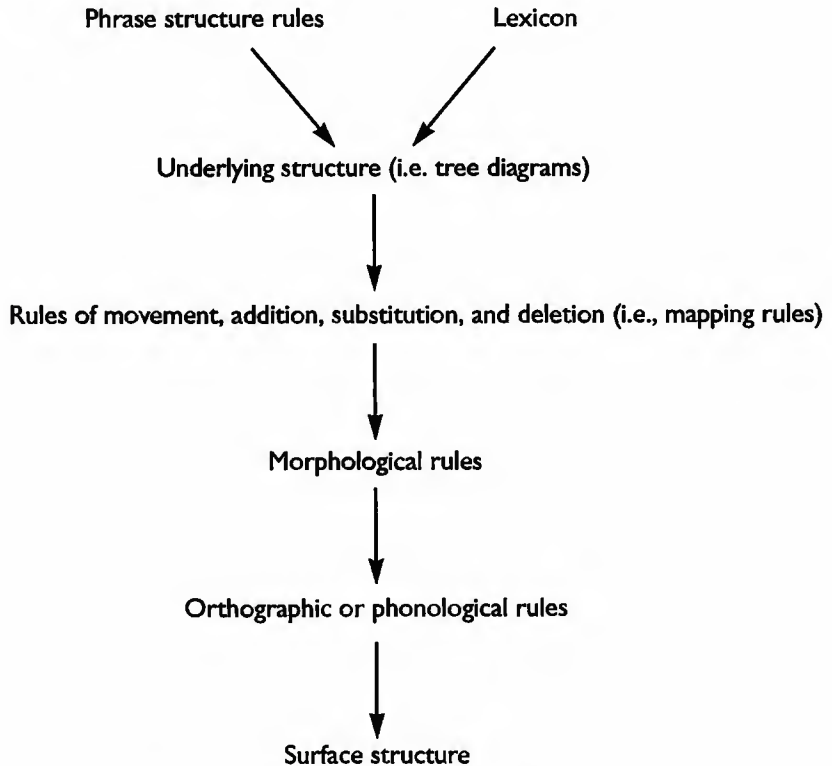 Phrase structure rules
Lexicon
Underlying structure (i.e. tree diagrams)
Rules of movement, addition, substitution, and deletion (i.e., mapping rules)
Morphological rules
Orthographic or phonological rules
Surface structure